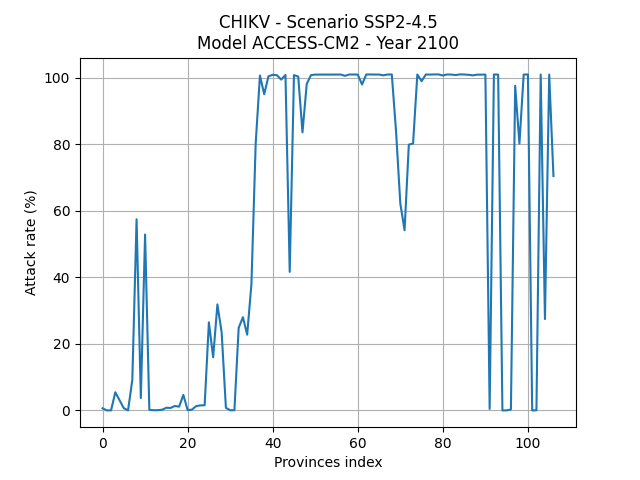 CHIKV - Scenario SSP2-4.5
Model ACCESS-CM2 - Year 2100
Attack rate (%)
100
80
60
40
20
0
0 20 40 60 80 100
Provinces index